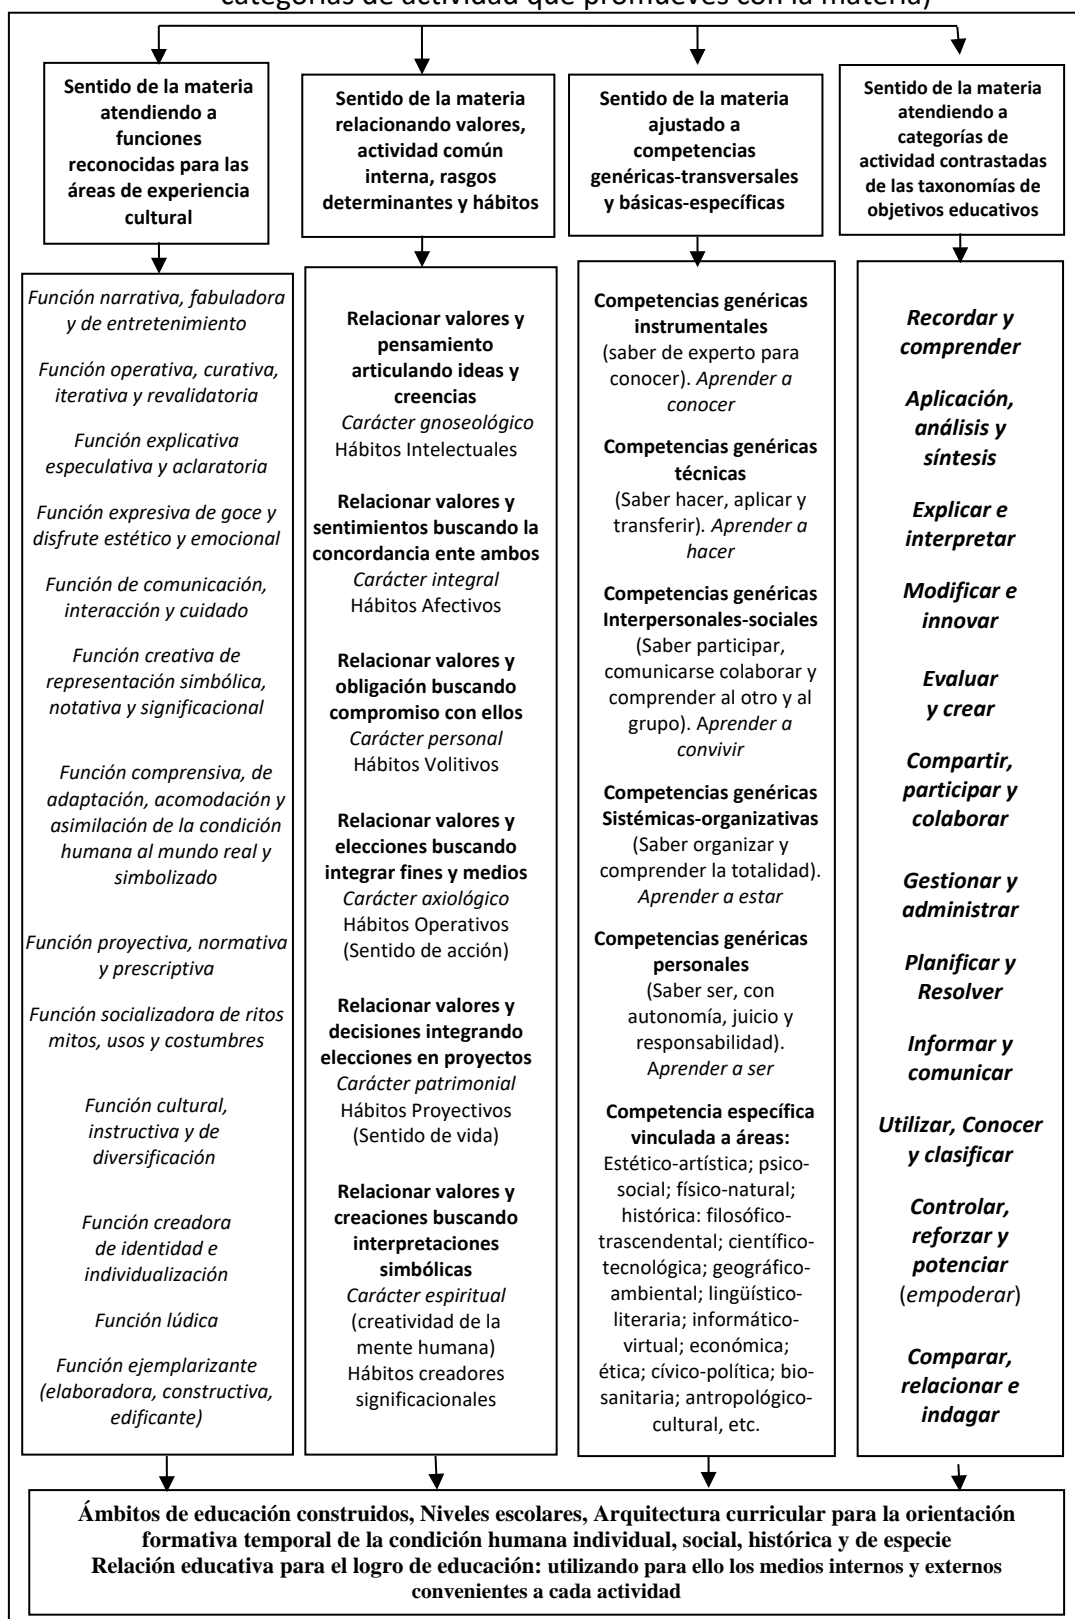 categorías de actividad que promueves con la materia)
Sentido de la materia
atendiendo a
funciones
reconocidas para las
áreas de experiencia
cultural
Función narrativa, fabuladora
y de entretenimiento
Función operativa, curativa,
iterativa y revalidatoria
Función explicativa
especulativa y aclaratoria
Función expresiva de goce y
disfrute estético y emocional
Función de comunicación,
interacción y cuidado
Función creativa de
representación simbólica,
notativa y significacional
Función comprensiva, de
adaptación, acomodación y
asimilación de la condición
humana al mundo real y
simbolizado
Función proyectiva, normativa
y prescriptiva
Función socializadora de ritos
mitos, usos y costumbres
Función cultural,
instructiva y de
diversificación
Función creadora
de identidad e
individualización
Función lúdica
Función ejemplarizante
(elaboradora, constructiva,
edificante)
Sentido de la materia
relacionando valores,
actividad común
interna, rasgos
determinantes y hábitos
Relacionar valores y
pensamiento
articulando ideas y
creencias
Carácter gnoseológico
Hábitos Intelectuales
Relacionar valores y
sentimientos buscando la
concordancia ente ambos
Carácter integral
Hábitos Afectivos
Relacionar valores y
obligación buscando
compromiso con ellos
Carácter personal
Hábitos Volitivos
Relacionar valores y
elecciones buscando
integrar fines y medios
Carácter axiológico
Hábitos Operativos
(Sentido de acción)
Relacionar valores y
decisiones integrando
elecciones en proyectos
Carácter patrimonial
Hábitos Proyectivos
(Sentido de vida)
Relacionar valores y
creaciones buscando
interpretaciones
simbólicas
Carácter espiritual
(creatividad de la
mente humana)
Hábitos creadores
significacionales
Sentido de la materia
ajustado a
competencias
genéricas-transversales
y básicas-específicas
Competencias genéricas
instrumentales
(saber de experto para
conocer). Aprender a
conocer
Competencias genéricas
técnicas
(Saber hacer, aplicar y
transferir). Aprender a
hacer
Competencias genéricas
Interpersonales-sociales
(Saber participar,
comunicarse colaborar y
comprender al otro y al
grupo). Aprender a
convivir
Competencias genéricas
Sistémicas-organizativas
(Saber organizar y
comprender la totalidad).
Aprender a estar
Competencias genéricas
personales
(Saber ser, con
autonomía, juicio y
responsabilidad).
Aprender a ser
Competencia específica
vinculada a áreas:
Estético-artística; psico-
social; físico-natural;
histórica: filosófico-
trascendental; científico-
tecnológica; geográfico-
ambiental; lingüístico-
literaria; informático-
virtual; económica;
ética; cívico-política; bio-
sanitaria; antropológico-
cultural, etc.
Sentido de la materia
atendiendo a
categorías de
actividad contrastadas
de las taxonomías de
objetivos educativos
Recordar y
comprender
Aplicación,
análisis y
síntesis
Explicar e
interpretar
Modificar e
innovar
Evaluar
y crear
Compartir,
participar y
colaborar
Gestionar y
administrar
Planificar y
Resolver
Informar y
comunicar
Utilizar, Conocer
y clasificar
Controlar,
reforzar y
potenciar
(empoderar)
Comparar,
relacionar e
indagar
Ámbitos de educación construidos, Niveles escolares, Arquitectura curricular para la orientación
formativa temporal de la condición humana individual, social, histórica y de especie
Relación educativa para el logro de educación: utilizando para ello los medios internos y externos
convenientes a cada actividad